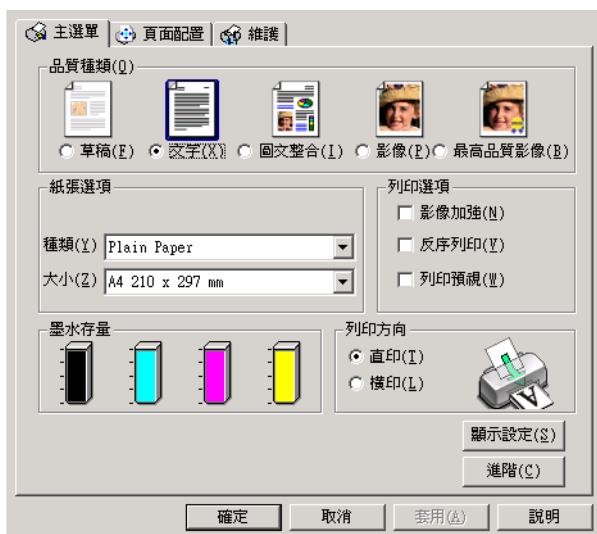 主選單 頁面配置 維護
品質種類(Q)
草稿(F) 文字(X) 圖文整合(I) 影像(P) 最高品質影像(B)
紙張選項 列印選項
影像加強(N)
種類(Y) Plain Paper 反序列印(V)
大小(Z) A4 210 x 297 mm 列印預視(W)
墨水存量 列印方向
直印(T)
橫印(L)
A
顯示設定(S)
進階(C)
確定 取消 套用(A) 說明